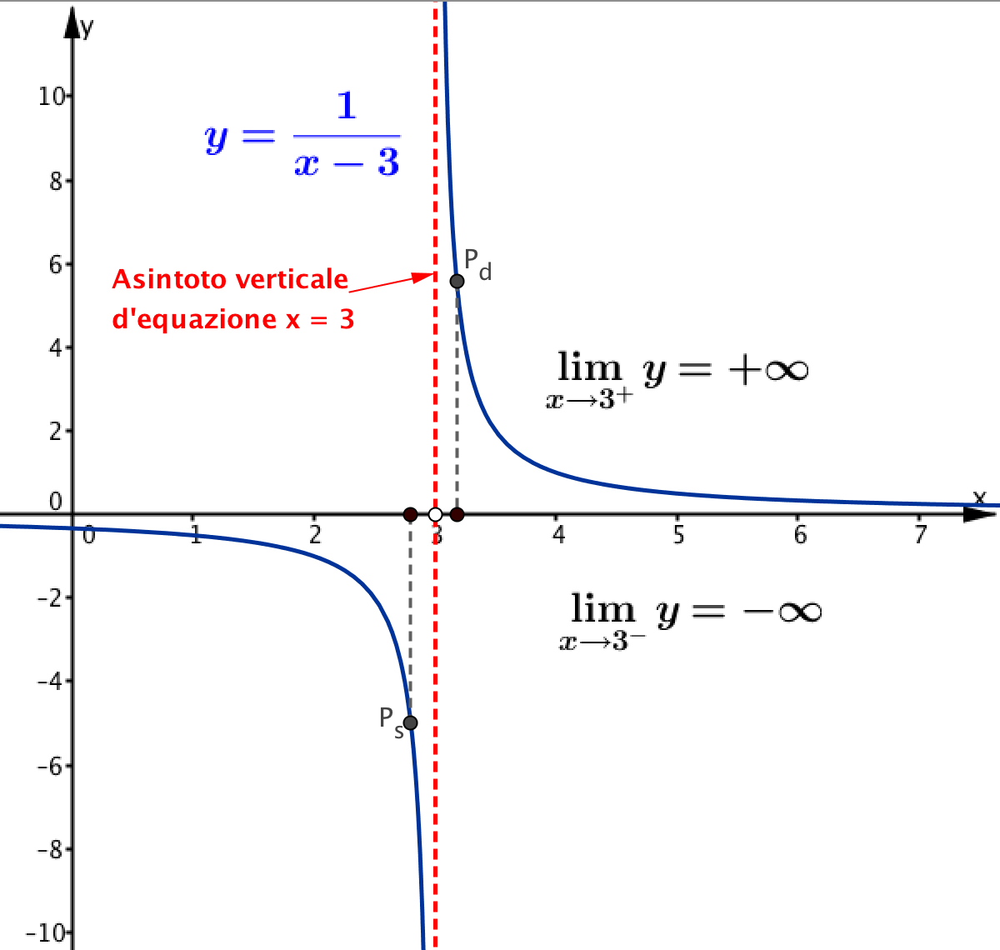 y
10
y = 1/(x − 3)
8
6
P_d
Asintoto verticale
d'equazione x = 3
4
lim_{x→3⁺} y = +∞
2
0
x
0 1 2 3 4 5 6 7
−2
lim_{x→3⁻} y = −∞
−4
P_s
−6
−8
−10